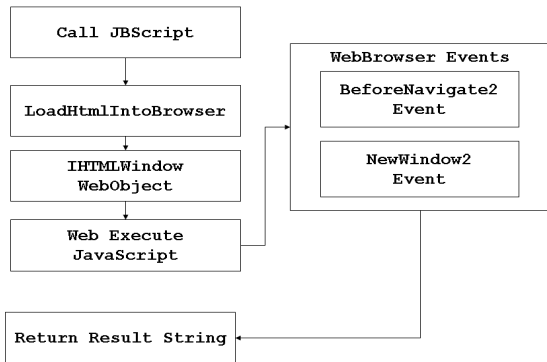 Call JBScript
LoadHtmlIntoBrowser
IHTMLWindow
WebObject
Web Execute
JavaScript
WebBrowser Events
BeforeNavigate2
Event
NewWindow2
Event
Return Result String